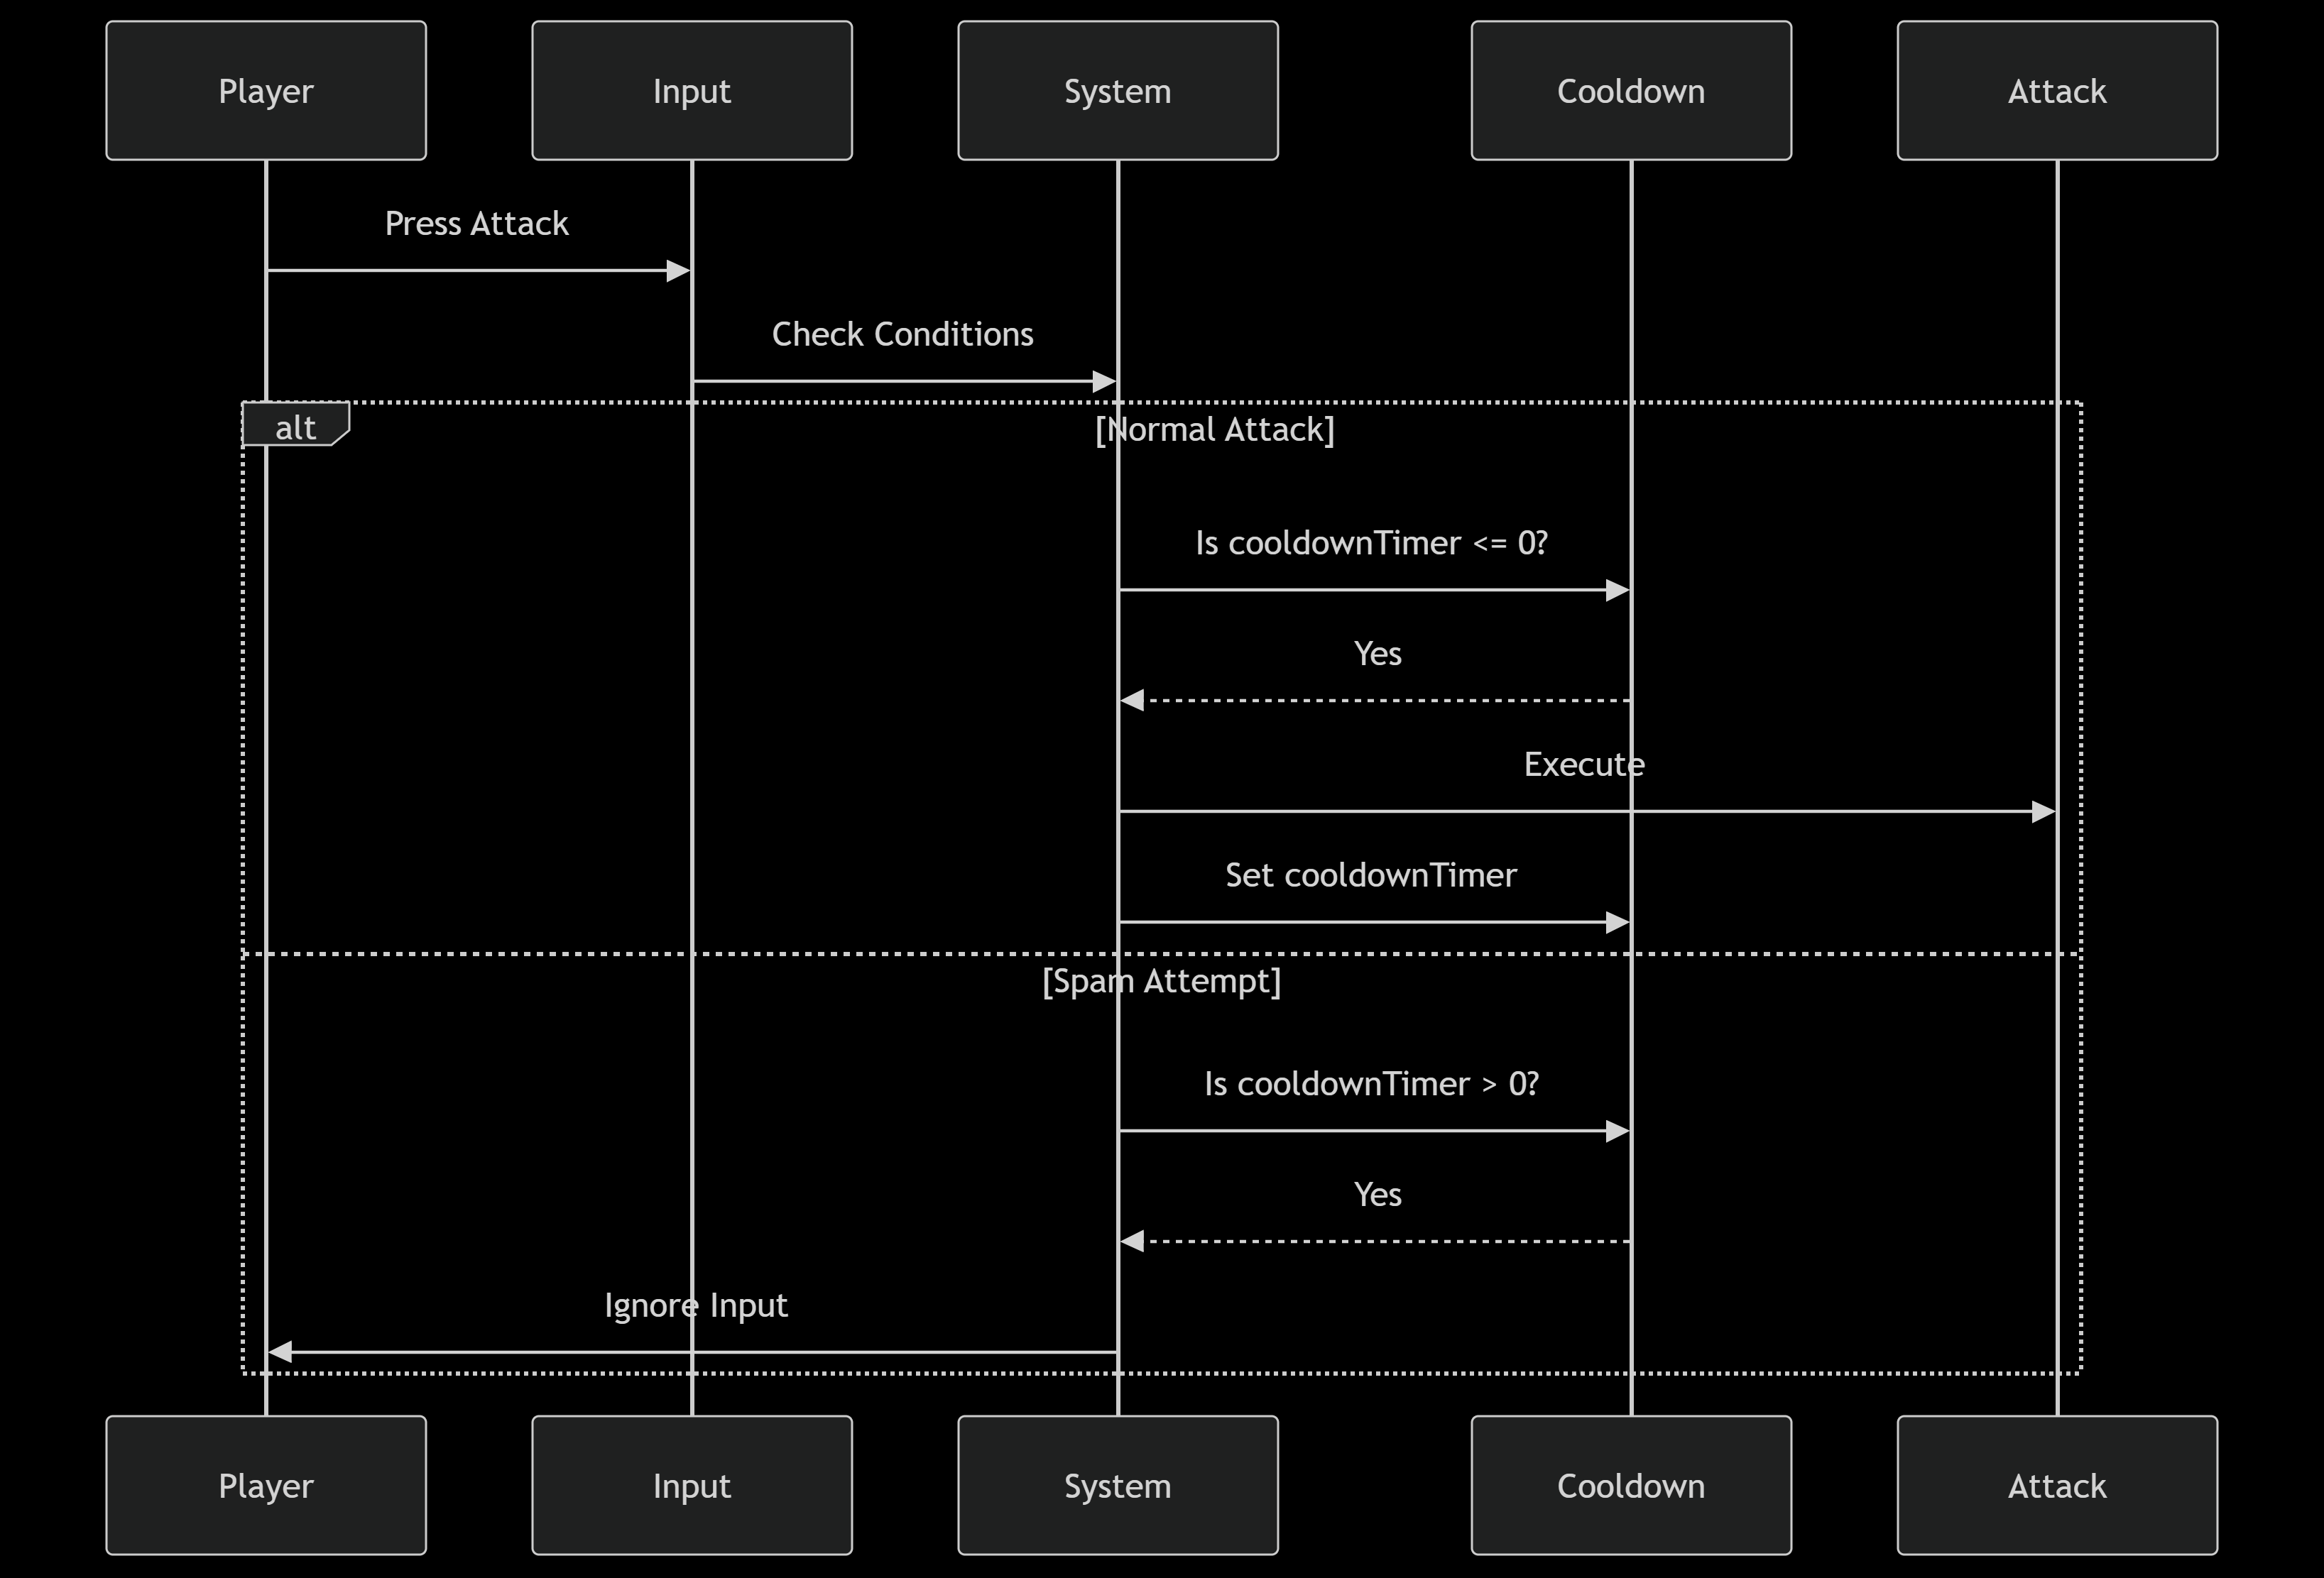 Player
Input
System
Cooldown
Attack
Press Attack
Check Conditions
alt
[Normal Attack]
Is cooldownTimer <= 0?
Yes
Execute
Set cooldownTimer
[Spam Attempt]
Is cooldownTimer > 0?
Yes
Ignore Input
Player
Input
System
Cooldown
Attack